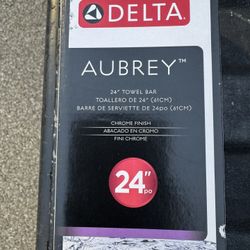 DELTA
AUBREY™
24" TOWEL BAR
TOALLERO DE 24" (61CM)
BARRE DE SERVIETTE DE 24po (61CM)
CHROME FINISH
ABACADO EN CROMO
FINI CHROME
24"
po